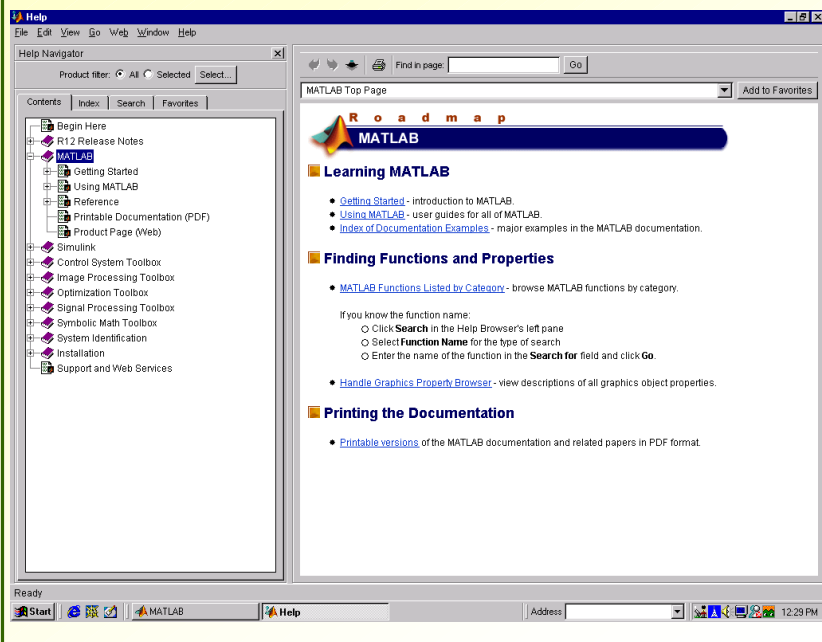 Help
File Edit View Go Web Window Help
Help Navigator
Product filter: All Selected Select...
Contents Index Search Favorites
Begin Here
R12 Release Notes
MATLAB
Getting Started
Using MATLAB
Reference
Printable Documentation (PDF)
Product Page (Web)
Simulink
Control System Toolbox
Image Processing Toolbox
Optimization Toolbox
Signal Processing Toolbox
Symbolic Math Toolbox
System Identification
Installation
Support and Web Services
Find in page: Go
MATLAB Top Page Add to Favorites
Roadmap
MATLAB
Learning MATLAB
Getting Started - introduction to MATLAB.
Using MATLAB - user guides for all of MATLAB.
Index of Documentation Examples - major examples in the MATLAB documentation.
Finding Functions and Properties
MATLAB Functions Listed by Category - browse MATLAB functions by category.
If you know the function name:
Click Search in the Help Browser's left pane
Select Function Name for the type of search
Enter the name of the function in the Search for field and click Go.
Handle Graphics Property Browser - view descriptions of all graphics object properties.
Printing the Documentation
Printable versions of the MATLAB documentation and related papers in PDF format.
Ready
Start MATLAB Help Address 12:29 PM